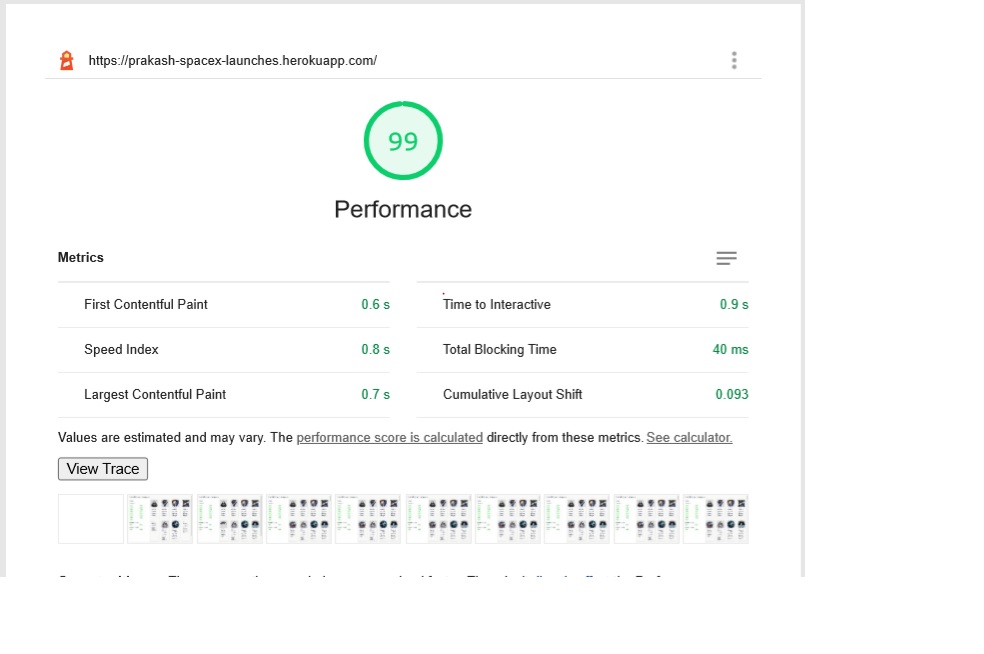 https://prakash-spacex-launches.herokuapp.com/
99
Performance
Metrics
First Contentful Paint 0.6 s
Time to Interactive 0.9 s
Speed Index 0.8 s
Total Blocking Time 40 ms
Largest Contentful Paint 0.7 s
Cumulative Layout Shift 0.093
Values are estimated and may vary. The performance score is calculated directly from these metrics. See calculator.
View Trace